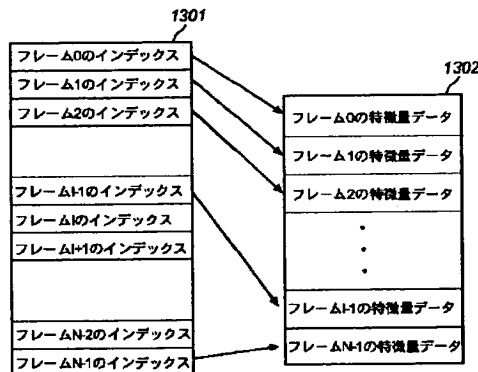 1301
フレーム0のインデックス
フレーム1のインデックス
フレーム2のインデックス
フレームI-1のインデックス
フレームIのインデックス
フレームI+1のインデックス
フレームN-2のインデックス
フレームN-1のインデックス
1302
フレーム0の特徴量データ
フレーム1の特徴量データ
フレーム2の特徴量データ
フレームI-1の特徴量データ
フレームN-1の特徴量データ